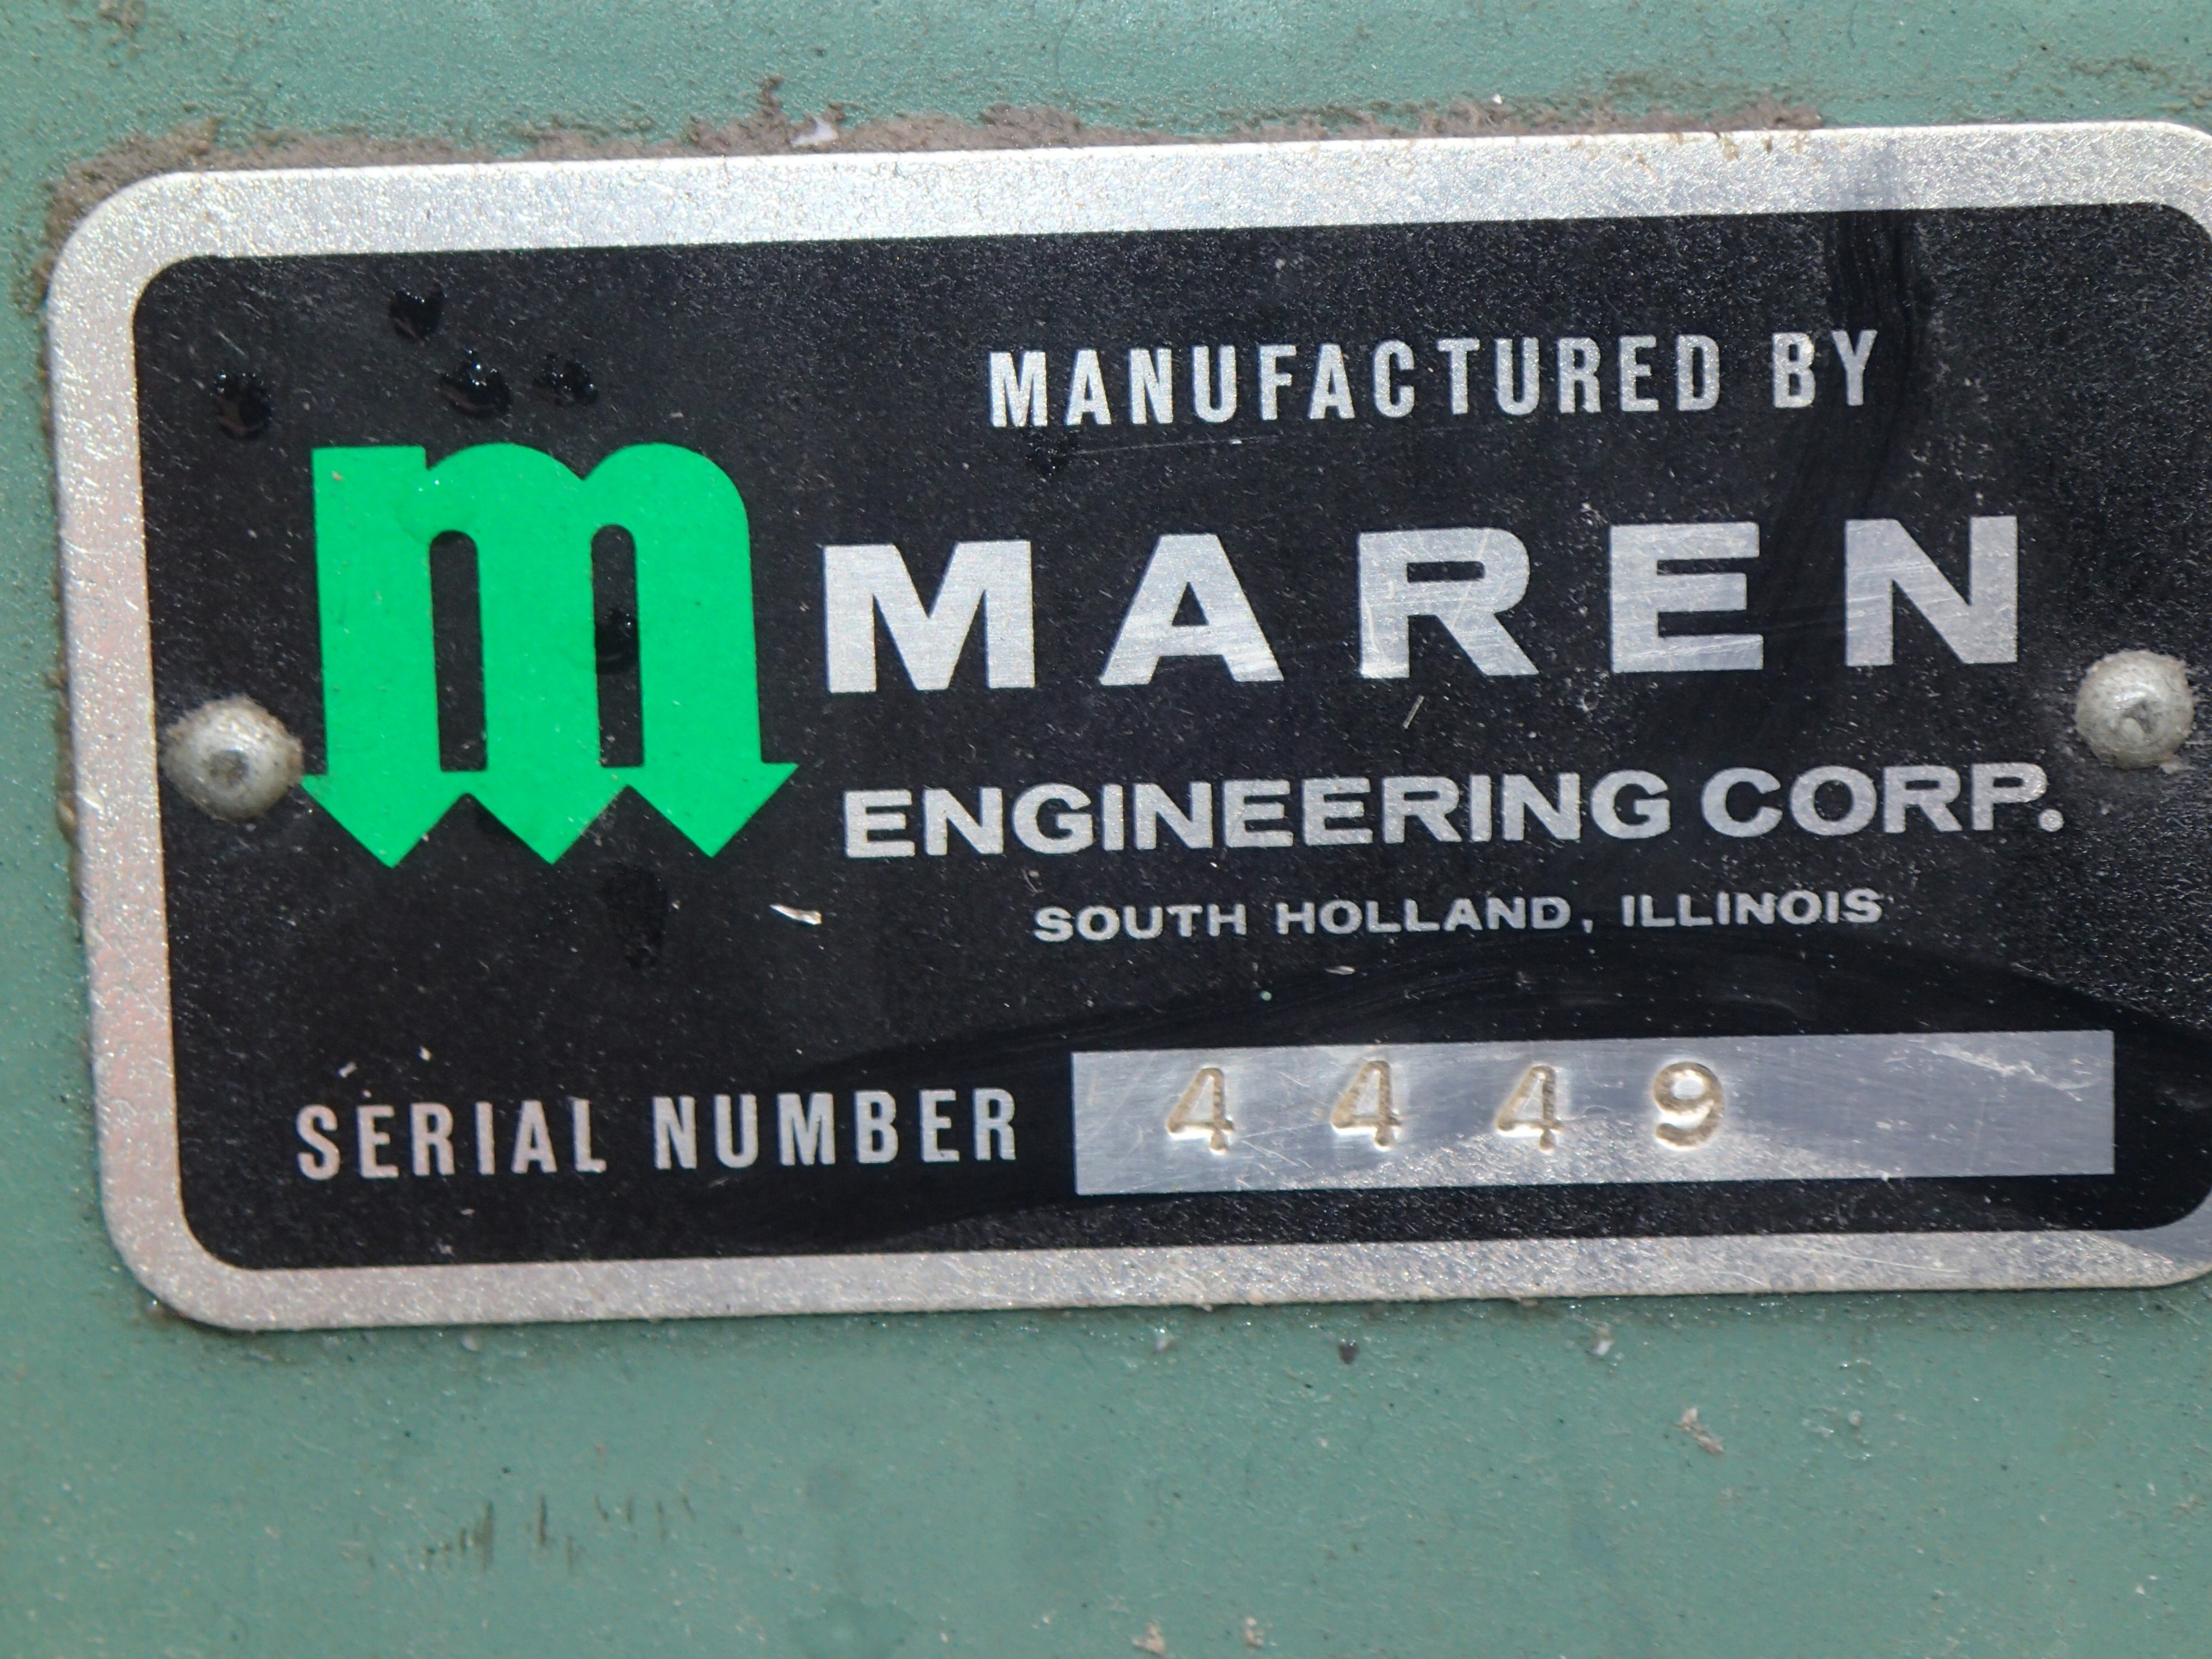 MANUFACTURED BY
m MAREN
ENGINEERING CORP.
SOUTH HOLLAND, ILLINOIS
SERIAL NUMBER 4449